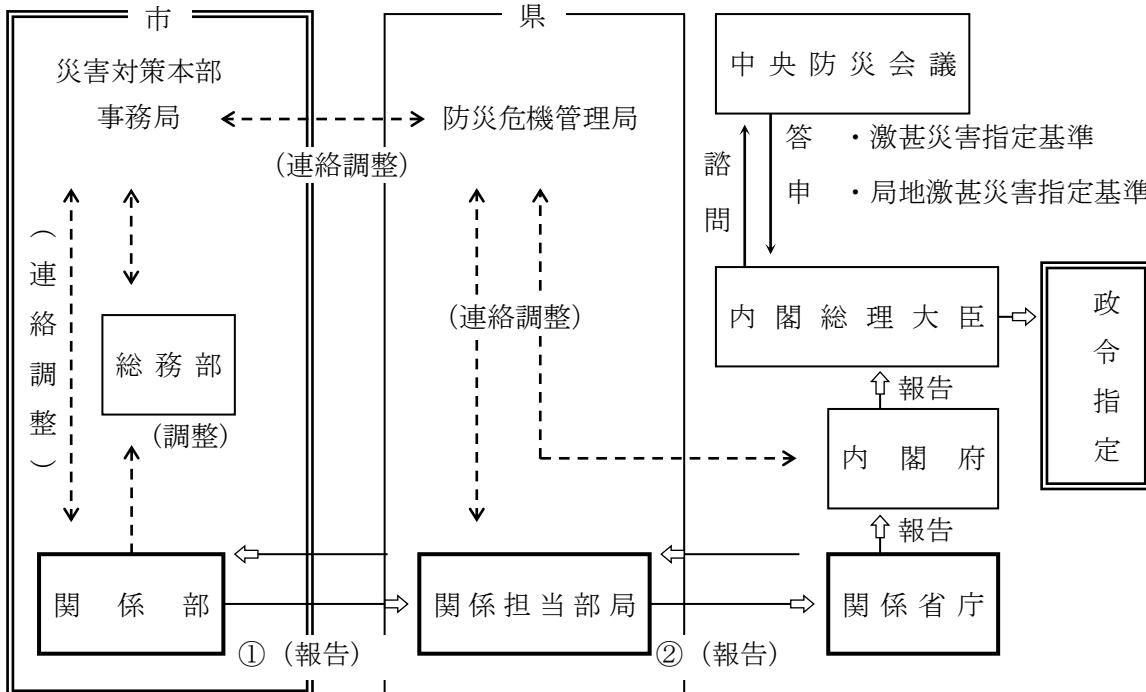 市
災害対策本部
事務局
(連絡調整)
総務部
(調整)
関係部
①(報告)
(連絡調整)
県
防災危機管理局
(連絡調整)
関係担当部局
②(報告)
中央防災会議
諮問
答申
・激甚災害指定基準
・局地激甚災害指定基準
内閣総理大臣
政令指定
報告
内閣府
報告
関係省庁